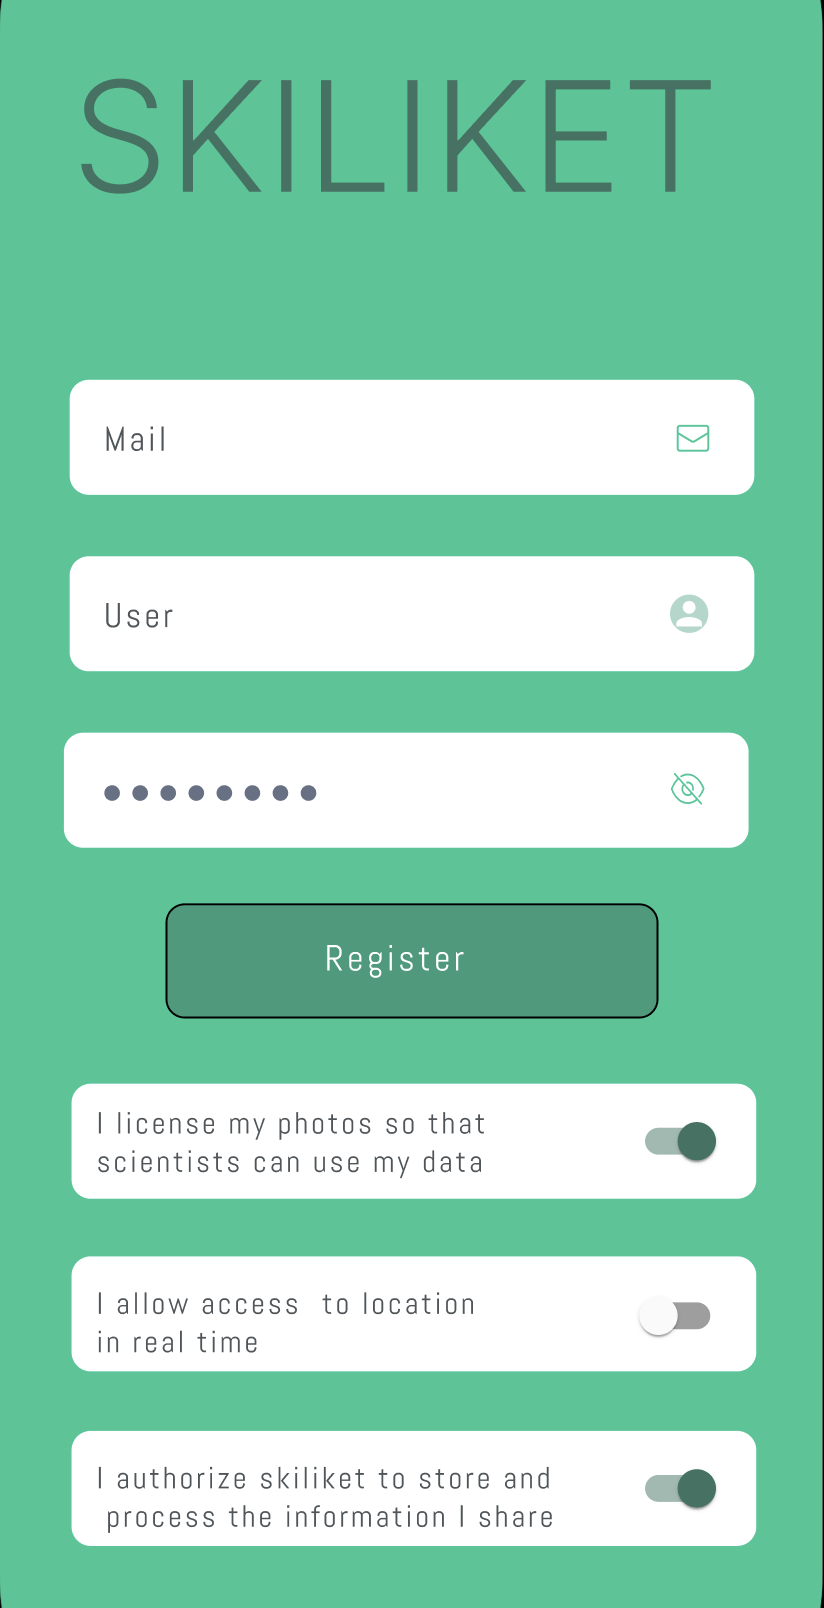 SKILIKET
Mail
User
Register
I license my photos so that
scientists can use my data
I allow access to location
in real time
I authorize skiliket to store and
process the information I share